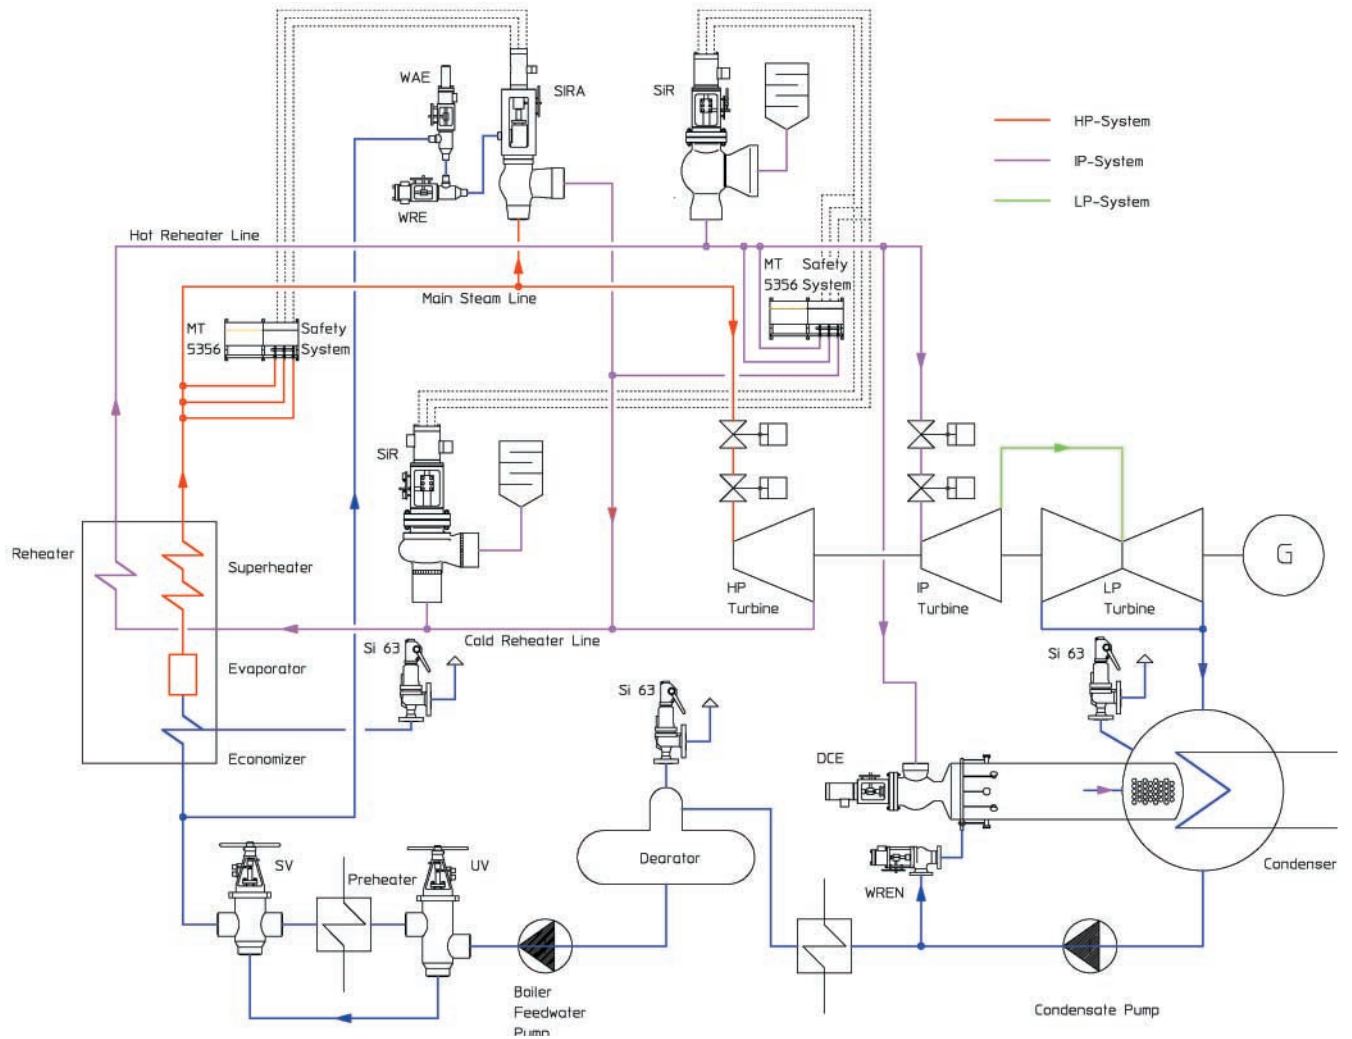 WAE
SIRA
SiR
HP-System
IP-System
LP-System
WRE
Hot Reheater Line
MT Safety
5356 System
Main Steam Line
MT Safety
5356 System
SiR
Reheater
Superheater
HP
Turbine
IP
Turbine
LP
Turbine
G
Cold Reheater Line
Si 63
Si 63
Evaporator
Si 63
Economizer
DCE
SV
UV
Preheater
Dearator
Condenser
WREN
Boiler
Feedwater
Pump
Condensate Pump